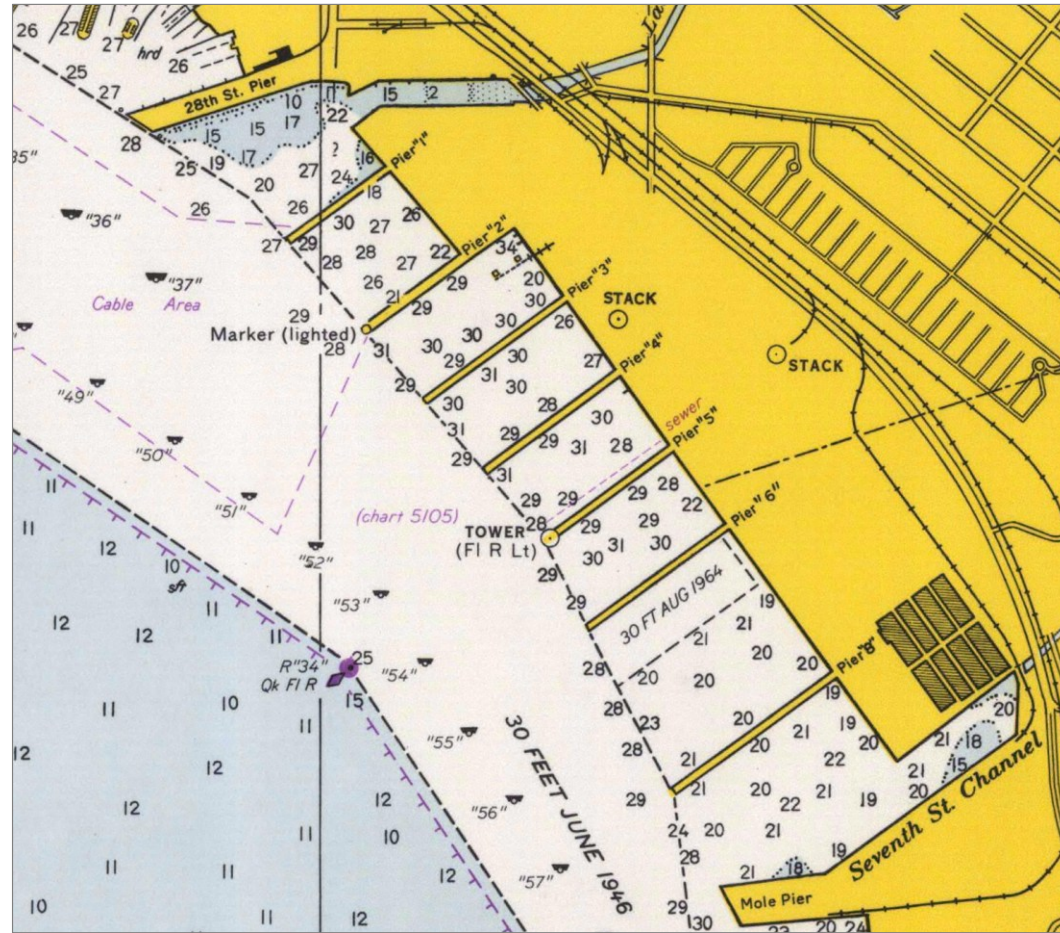 28th St. Pier
hrd
Pier "1"
Pier "2"
Pier "3"
Pier "4"
Pier "5"
Pier "6"
Pier "8"
STACK
STACK
"36"
"37"
Cable Area
Marker (lighted)
"49"
"50"
"51"
"52"
"53"
"54"
"55"
"56"
"57"
sewer
(chart 5105)
TOWER
(Fl R Lt)
30 FT AUG 1964
sft
R "34"
Qk Fl R
30 FEET JUNE 1946
Seventh St. Channel
Mole Pier
26 27 27 26
25
27
28
10 15 2
15 15 17 22
25 19 17 27 24 16
20 18
26 26 30 26
27 29 27
28 28 27 22 34
26 21 29 20
29 29 30 30 26
28 31 30 30
29 29 30 27
31 30
29 30 28 30
31 29 29 31 28
29 31
29 29 29 28
28 29 29 22
30 31 30
29
29 19
21 21
28 20 20 20
20 20 19
28 23 20 21 19
28 20 22 20
21 21 21 20
29 21 20 21 19 15 18
22 20
24 20 21
28 19
21 18
29
30
23 20 24
11
11 12 10
12 12 11 11
25
15
11 10 11
12 12
12 12
11 10
11 11 12
10 11 12